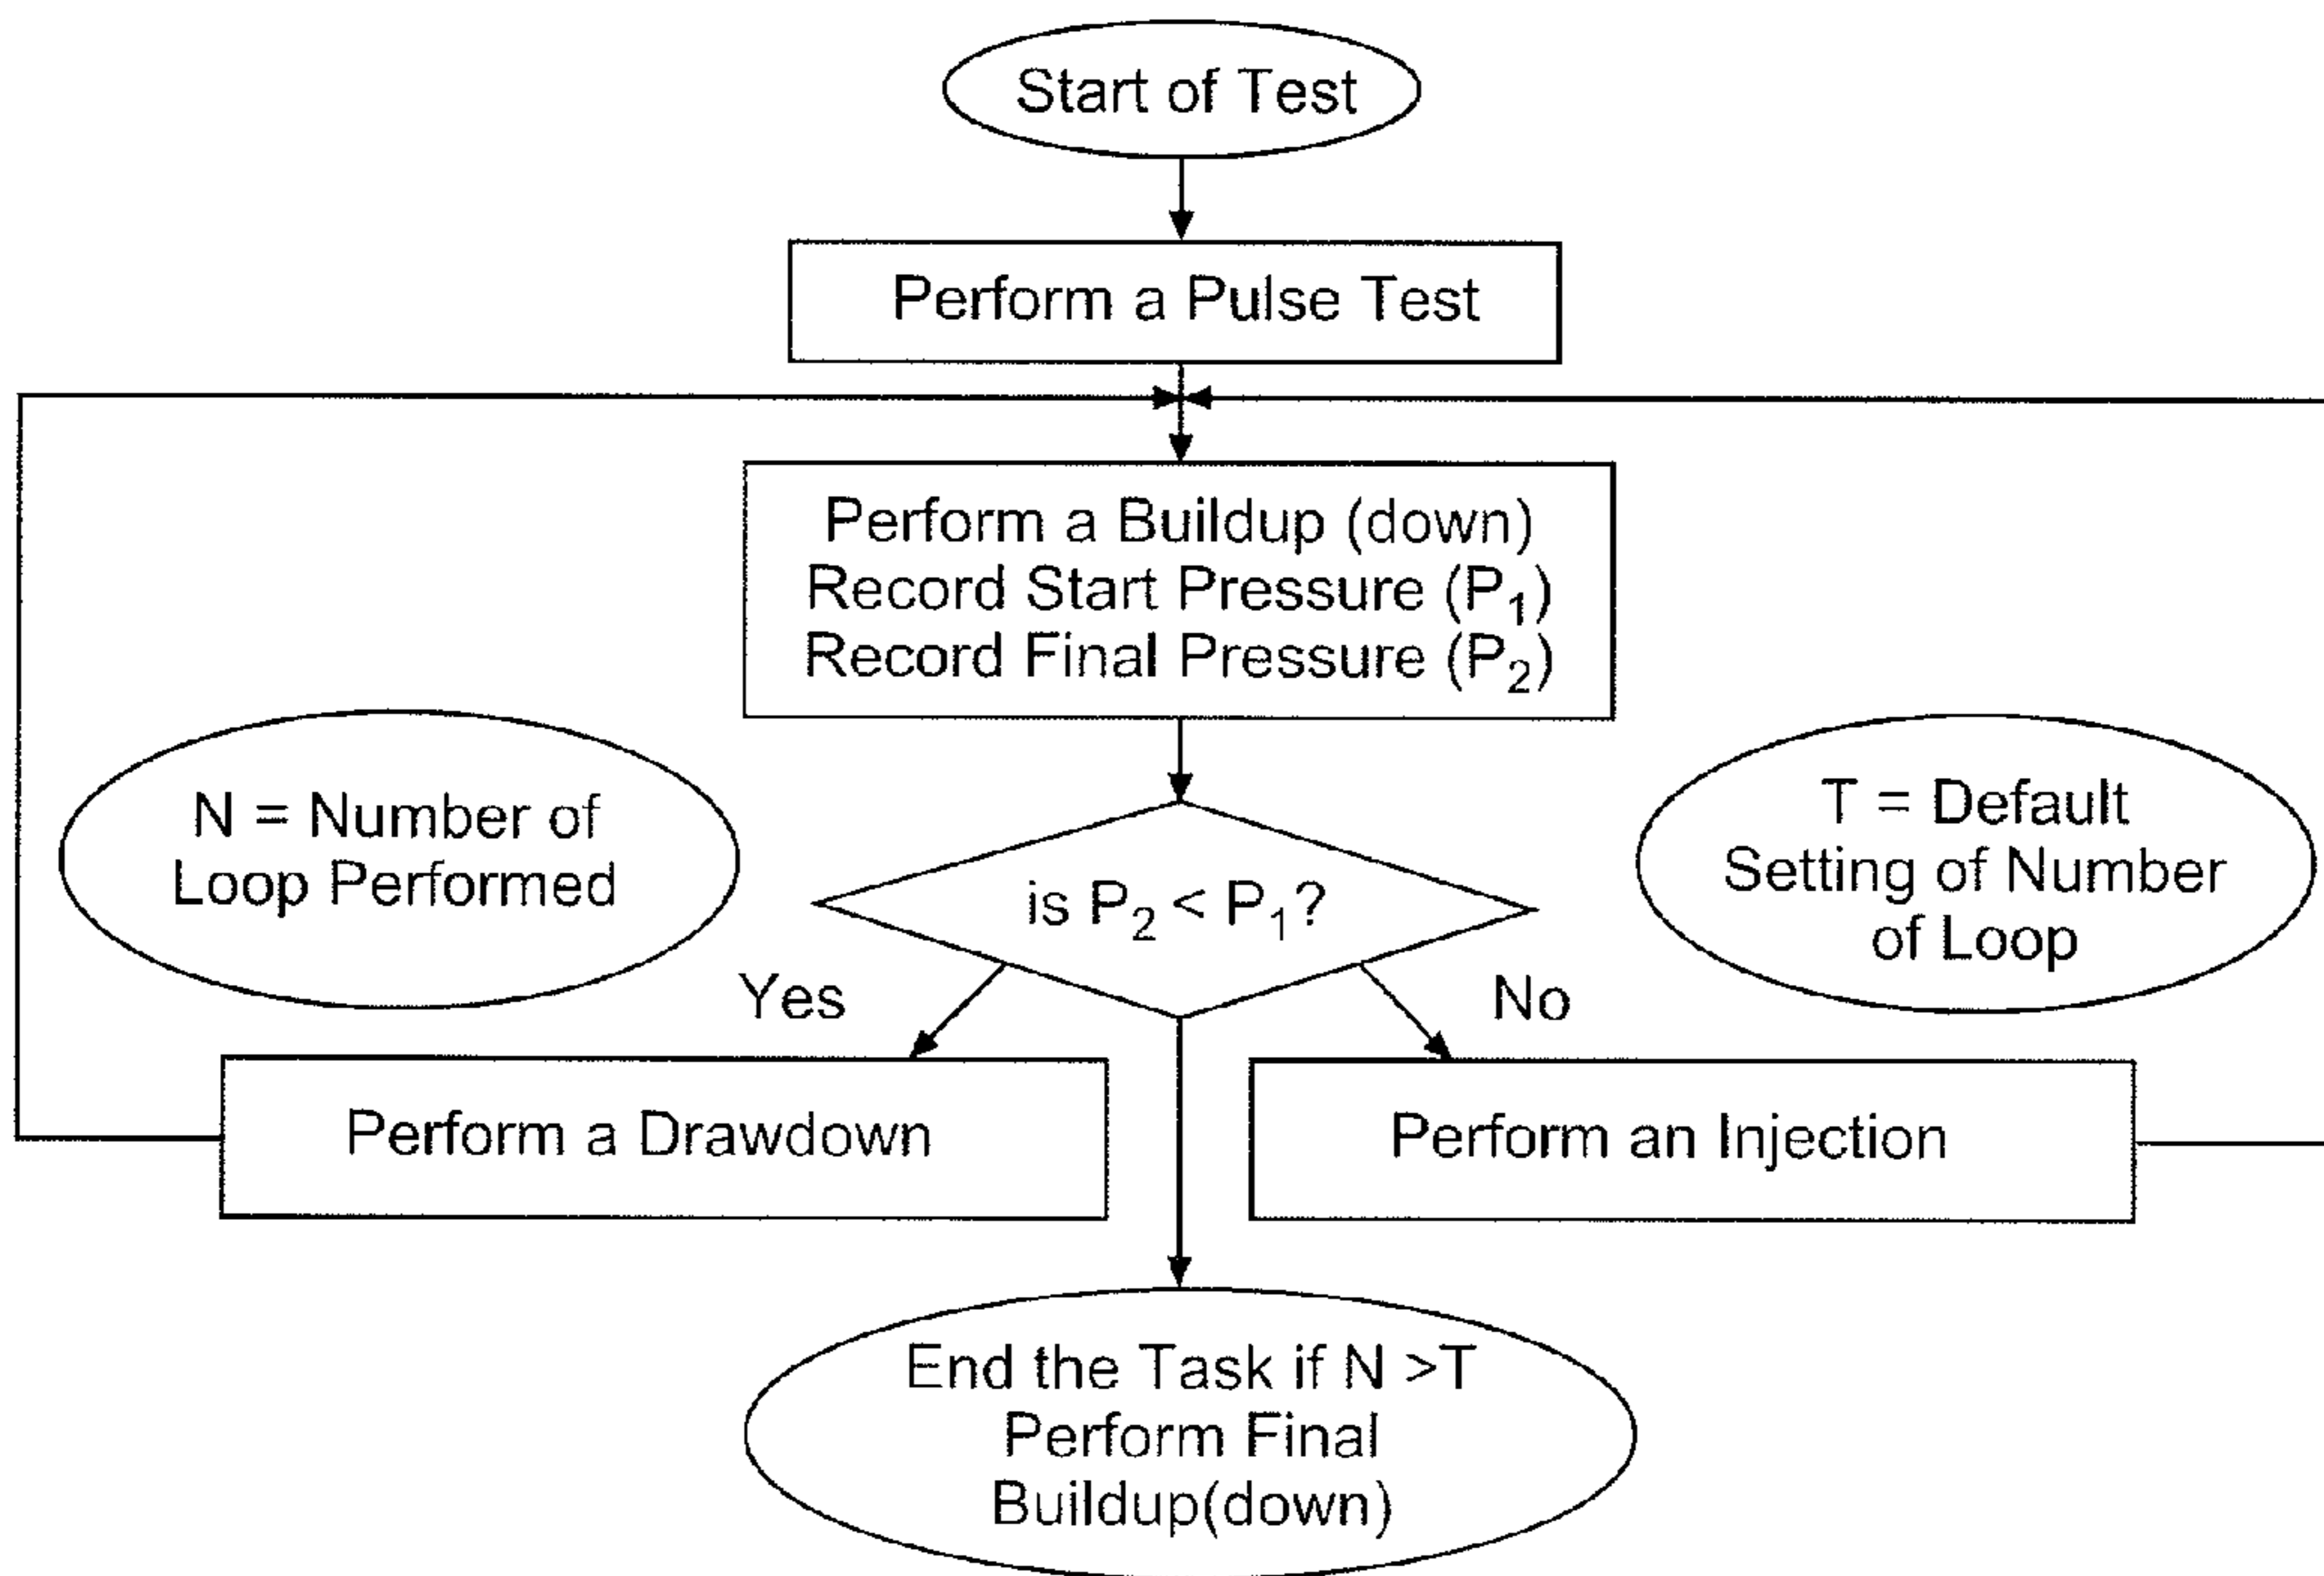 Start of Test
Perform a Pulse Test
Perform a Buildup (down)
Record Start Pressure (P₁)
Record Final Pressure (P₂)
N = Number of
Loop Performed
T = Default
Setting of Number
of Loop
is P₂ < P₁?
Yes
No
Perform a Drawdown
Perform an Injection
End the Task if N >T
Perform Final
Buildup(down)